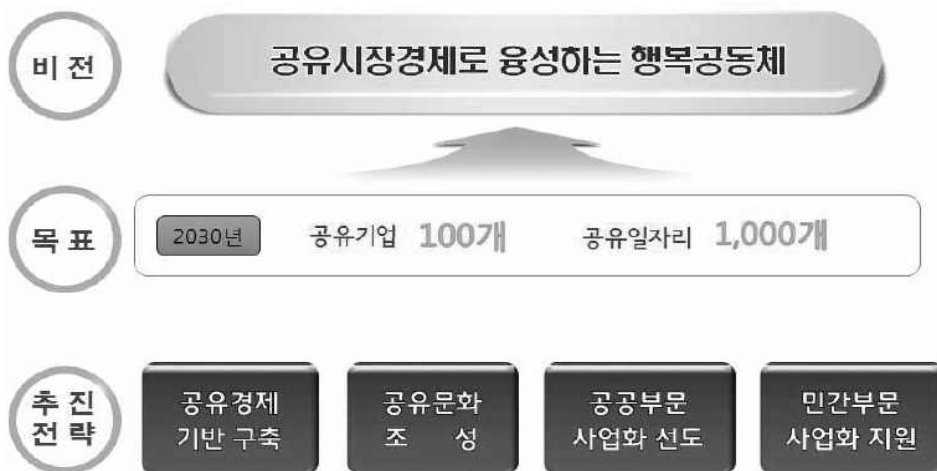 비전
공유시장경제로 융성하는 행복공동체
목표
2030년 공유기업 100개 공유일자리 1,000개
추진
전략
공유경제
기반 구축
공유문화
조 성
공공부문
사업화 선도
민간부문
사업화 지원